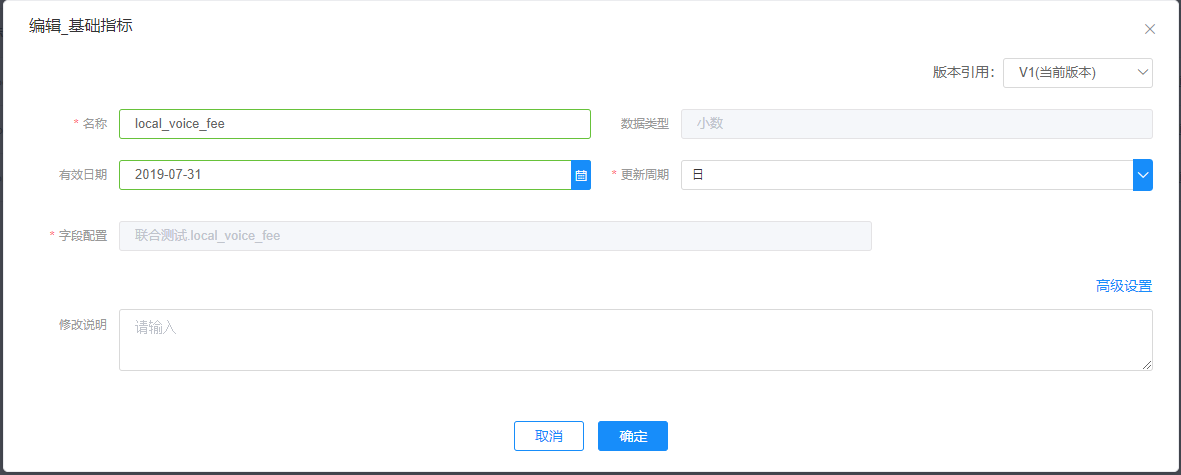 编辑_基础指标
版本引用： V1(当前版本)
* 名称 local_voice_fee 数据类型 小数
有效日期 2019-07-31 * 更新周期 日
* 字段配置 联合测试.local_voice_fee
高级设置
修改说明 请输入
取消 确定